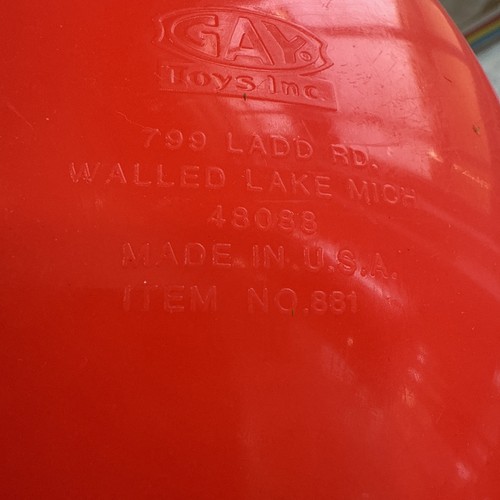 GAY
Toys Inc.
799 LADD RD.
WALLED LAKE MICH
48088
MADE IN U.S.A.
ITEM NO. 881